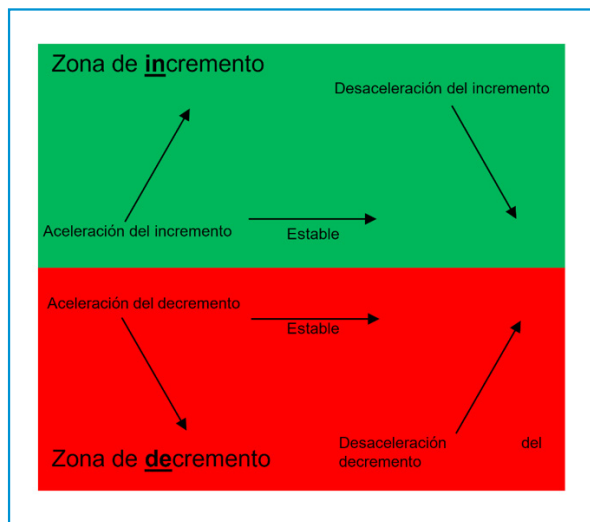 Zona de incremento
Desaceleración del incremento
Aceleración del incremento
Estable
Aceleración del decremento
Estable
Desaceleración del
decremento
Zona de decremento